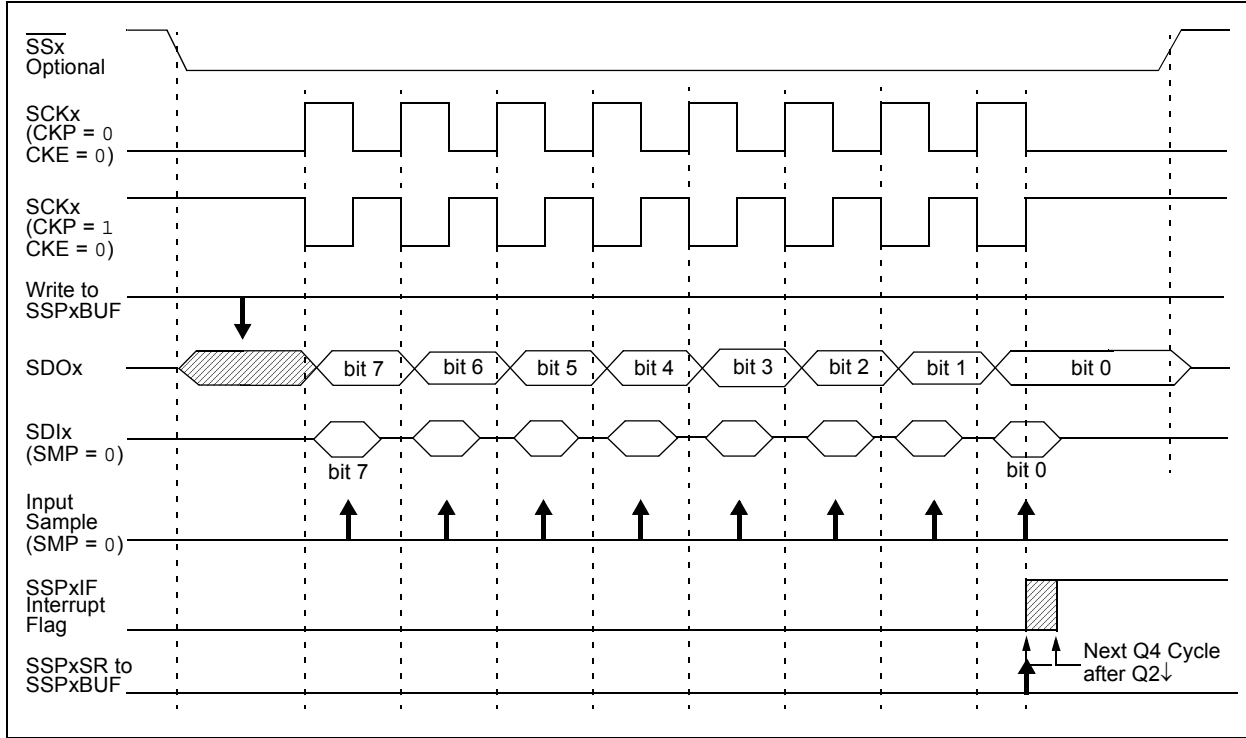 SSx
Optional
SCKx
(CKP = 0
CKE = 0)
SCKx
(CKP = 1
CKE = 0)
Write to
SSPxBUF
SDOx
bit 7
bit 6
bit 5
bit 4
bit 3
bit 2
bit 1
bit 0
SDIx
(SMP = 0)
bit 7
bit 0
Input
Sample
(SMP = 0)
SSPxIF
Interrupt
Flag
SSPxSR to
SSPxBUF
Next Q4 Cycle
after Q2↓